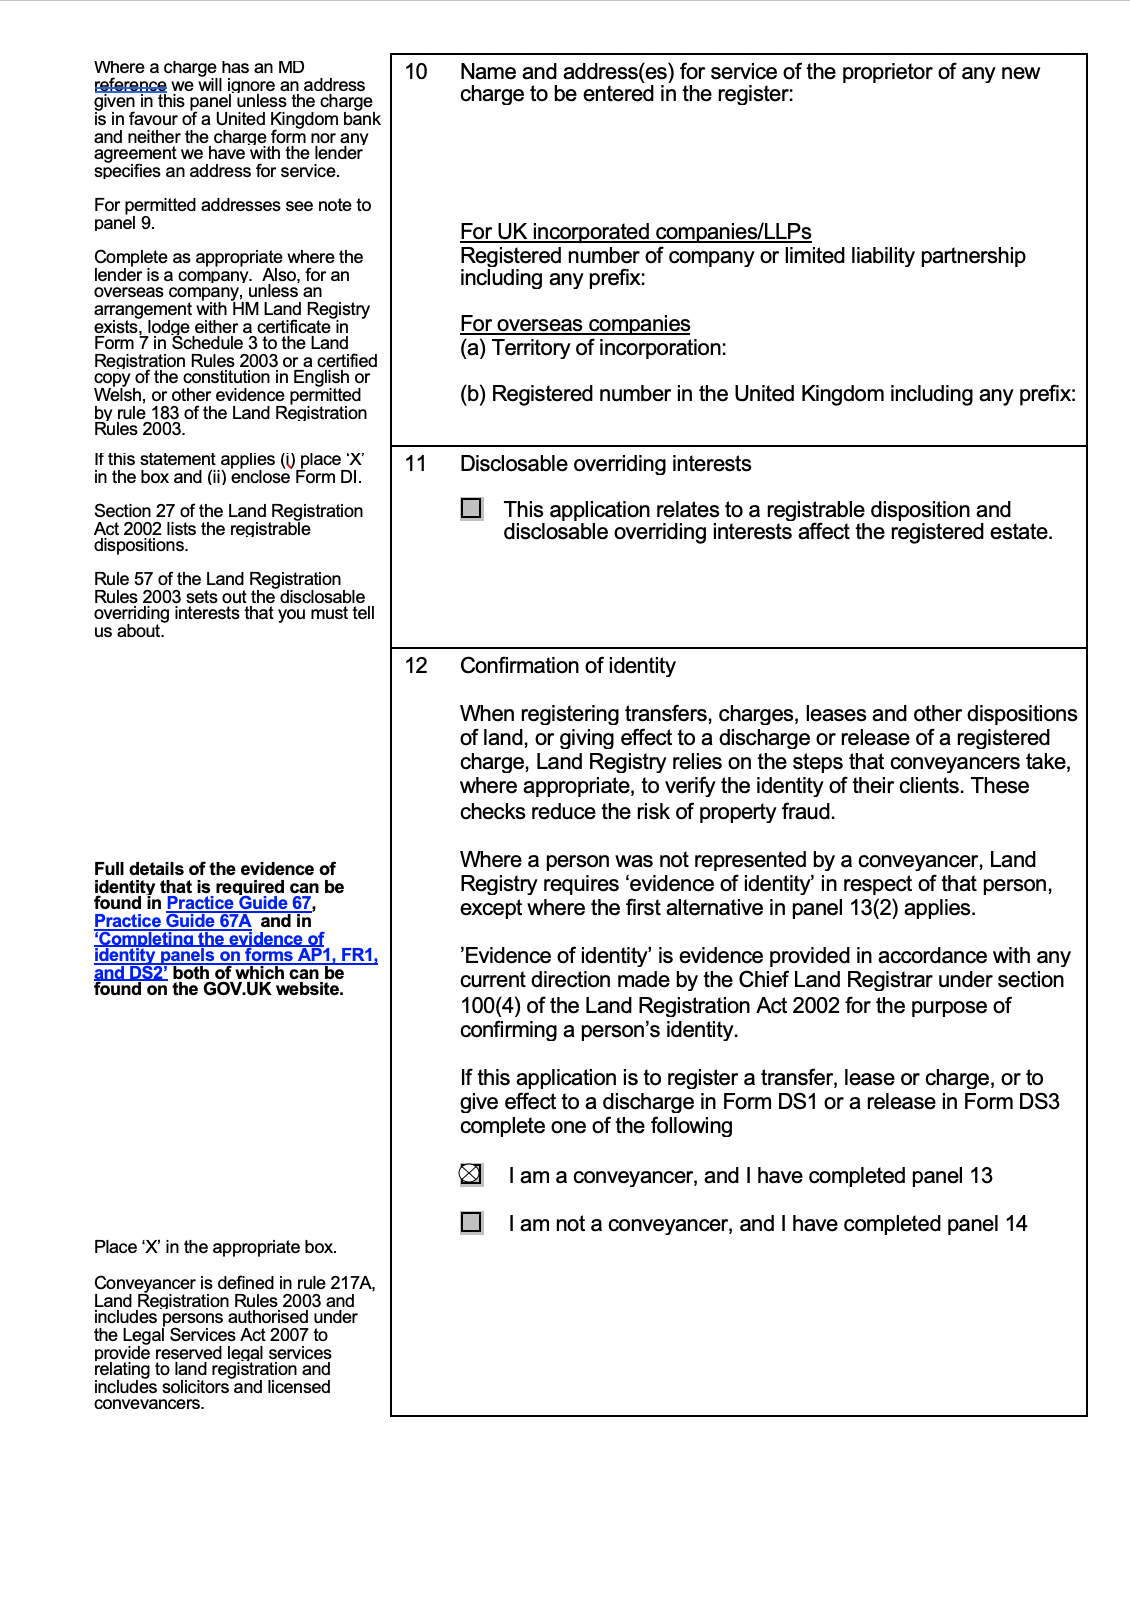 Where a charge has an MD
reference we will ignore an address
given in this panel unless the charge
is in favour of a United Kingdom bank
and neither the charge form nor any
agreement we have with the lender
specifies an address for service.
For permitted addresses see note to
panel 9.
Complete as appropriate where the
lender is a company. Also, for an
overseas company, unless an
arrangement with HM Land Registry
exists, lodge either a certificate in
Form 7 in Schedule 3 to the Land
Registration Rules 2003 or a certified
copy of the constitution in English or
Welsh, or other evidence permitted
by rule 183 of the Land Registration
Rules 2003.
10 Name and address(es) for service of the proprietor of any new
charge to be entered in the register:
For UK incorporated companies/LLPs
Registered number of company or limited liability partnership
including any prefix:
For overseas companies
(a) Territory of incorporation:
(b) Registered number in the United Kingdom including any prefix:
If this statement applies (i) place ‘X’
in the box and (ii) enclose Form DI.
Section 27 of the Land Registration
Act 2002 lists the registrable
dispositions.
Rule 57 of the Land Registration
Rules 2003 sets out the disclosable
overriding interests that you must tell
us about.
11 Disclosable overriding interests
This application relates to a registrable disposition and
disclosable overriding interests affect the registered estate.
Full details of the evidence of
identity that is required can be
found in Practice Guide 67,
Practice Guide 67A and in
‘Completing the evidence of
identity panels on forms AP1, FR1,
and DS2’ both of which can be
found on the GOV.UK website.
Place ‘X’ in the appropriate box.
Conveyancer is defined in rule 217A,
Land Registration Rules 2003 and
includes persons authorised under
the Legal Services Act 2007 to
provide reserved legal services
relating to land registration and
includes solicitors and licensed
conveyancers.
12 Confirmation of identity
When registering transfers, charges, leases and other dispositions
of land, or giving effect to a discharge or release of a registered
charge, Land Registry relies on the steps that conveyancers take,
where appropriate, to verify the identity of their clients. These
checks reduce the risk of property fraud.
Where a person was not represented by a conveyancer, Land
Registry requires ‘evidence of identity’ in respect of that person,
except where the first alternative in panel 13(2) applies.
’Evidence of identity’ is evidence provided in accordance with any
current direction made by the Chief Land Registrar under section
100(4) of the Land Registration Act 2002 for the purpose of
confirming a person’s identity.
If this application is to register a transfer, lease or charge, or to
give effect to a discharge in Form DS1 or a release in Form DS3
complete one of the following
I am a conveyancer, and I have completed panel 13
I am not a conveyancer, and I have completed panel 14